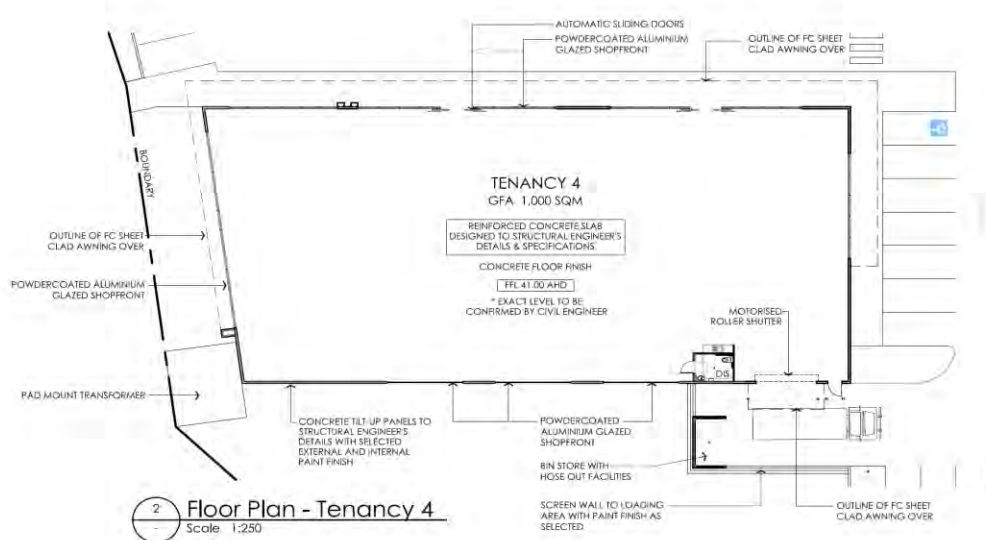 AUTOMATIC SLIDING DOORS
POWDERCOATED ALUMINIUM
GLAZED SHOPFRONT
OUTLINE OF FC SHEET
CLAD AWNING OVER
BOUNDARY
TENANCY 4
GFA 1,000 SQM
REINFORCED CONCRETE SLAB
DESIGNED TO STRUCTURAL ENGINEER'S
DETAILS & SPECIFICATIONS
CONCRETE FLOOR FINISH
FFL 41.00 AHD
* EXACT LEVEL TO BE
CONFIRMED BY CIVIL ENGINEER
OUTLINE OF FC SHEET
CLAD AWNING OVER
POWDERCOATED ALUMINIUM
GLAZED SHOPFRONT
MOTORISED
ROLLER SHUTTER
DIS
PAD MOUNT TRANSFORMER
CONCRETE TILT-UP PANELS TO
STRUCTURAL ENGINEER'S
DETAILS WITH SELECTED
EXTERNAL AND INTERNAL
PAINT FINISH
POWDERCOATED
ALUMINIUM GLAZED
SHOPFRONT
BIN STORE WITH
HOSE OUT FACILITIES
SCREEN WALL TO LOADING
AREA WITH PAINT FINISH AS
SELECTED
OUTLINE OF FC SHEET
CLAD AWNING OVER
2
Floor Plan - Tenancy 4
- Scale 1:250